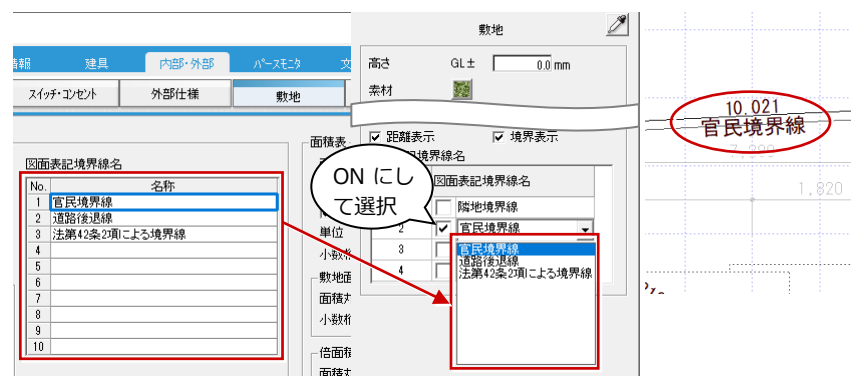 建具
内部・外部
パースモニタ
文
スイッチ・コンセント
外部仕様
敷地
図面表記境界線名
No.
名称
1 官民境界線
2 道路後退線
3 法第42条2項による境界線
4
5
6
7
8
9
10
面積表
単位
小数桁
敷地面
面積丸
小数桁
倍面積
敷地
高さ GL± 0.0 mm
素材
距離表示
境界表示
境界線名
図面表記境界線名
隣地境界線
2 官民境界線
3
4
官民境界線
道路後退線
法第42条2項による境界線
ON にし
て選択
10.021
官民境界線
1,820